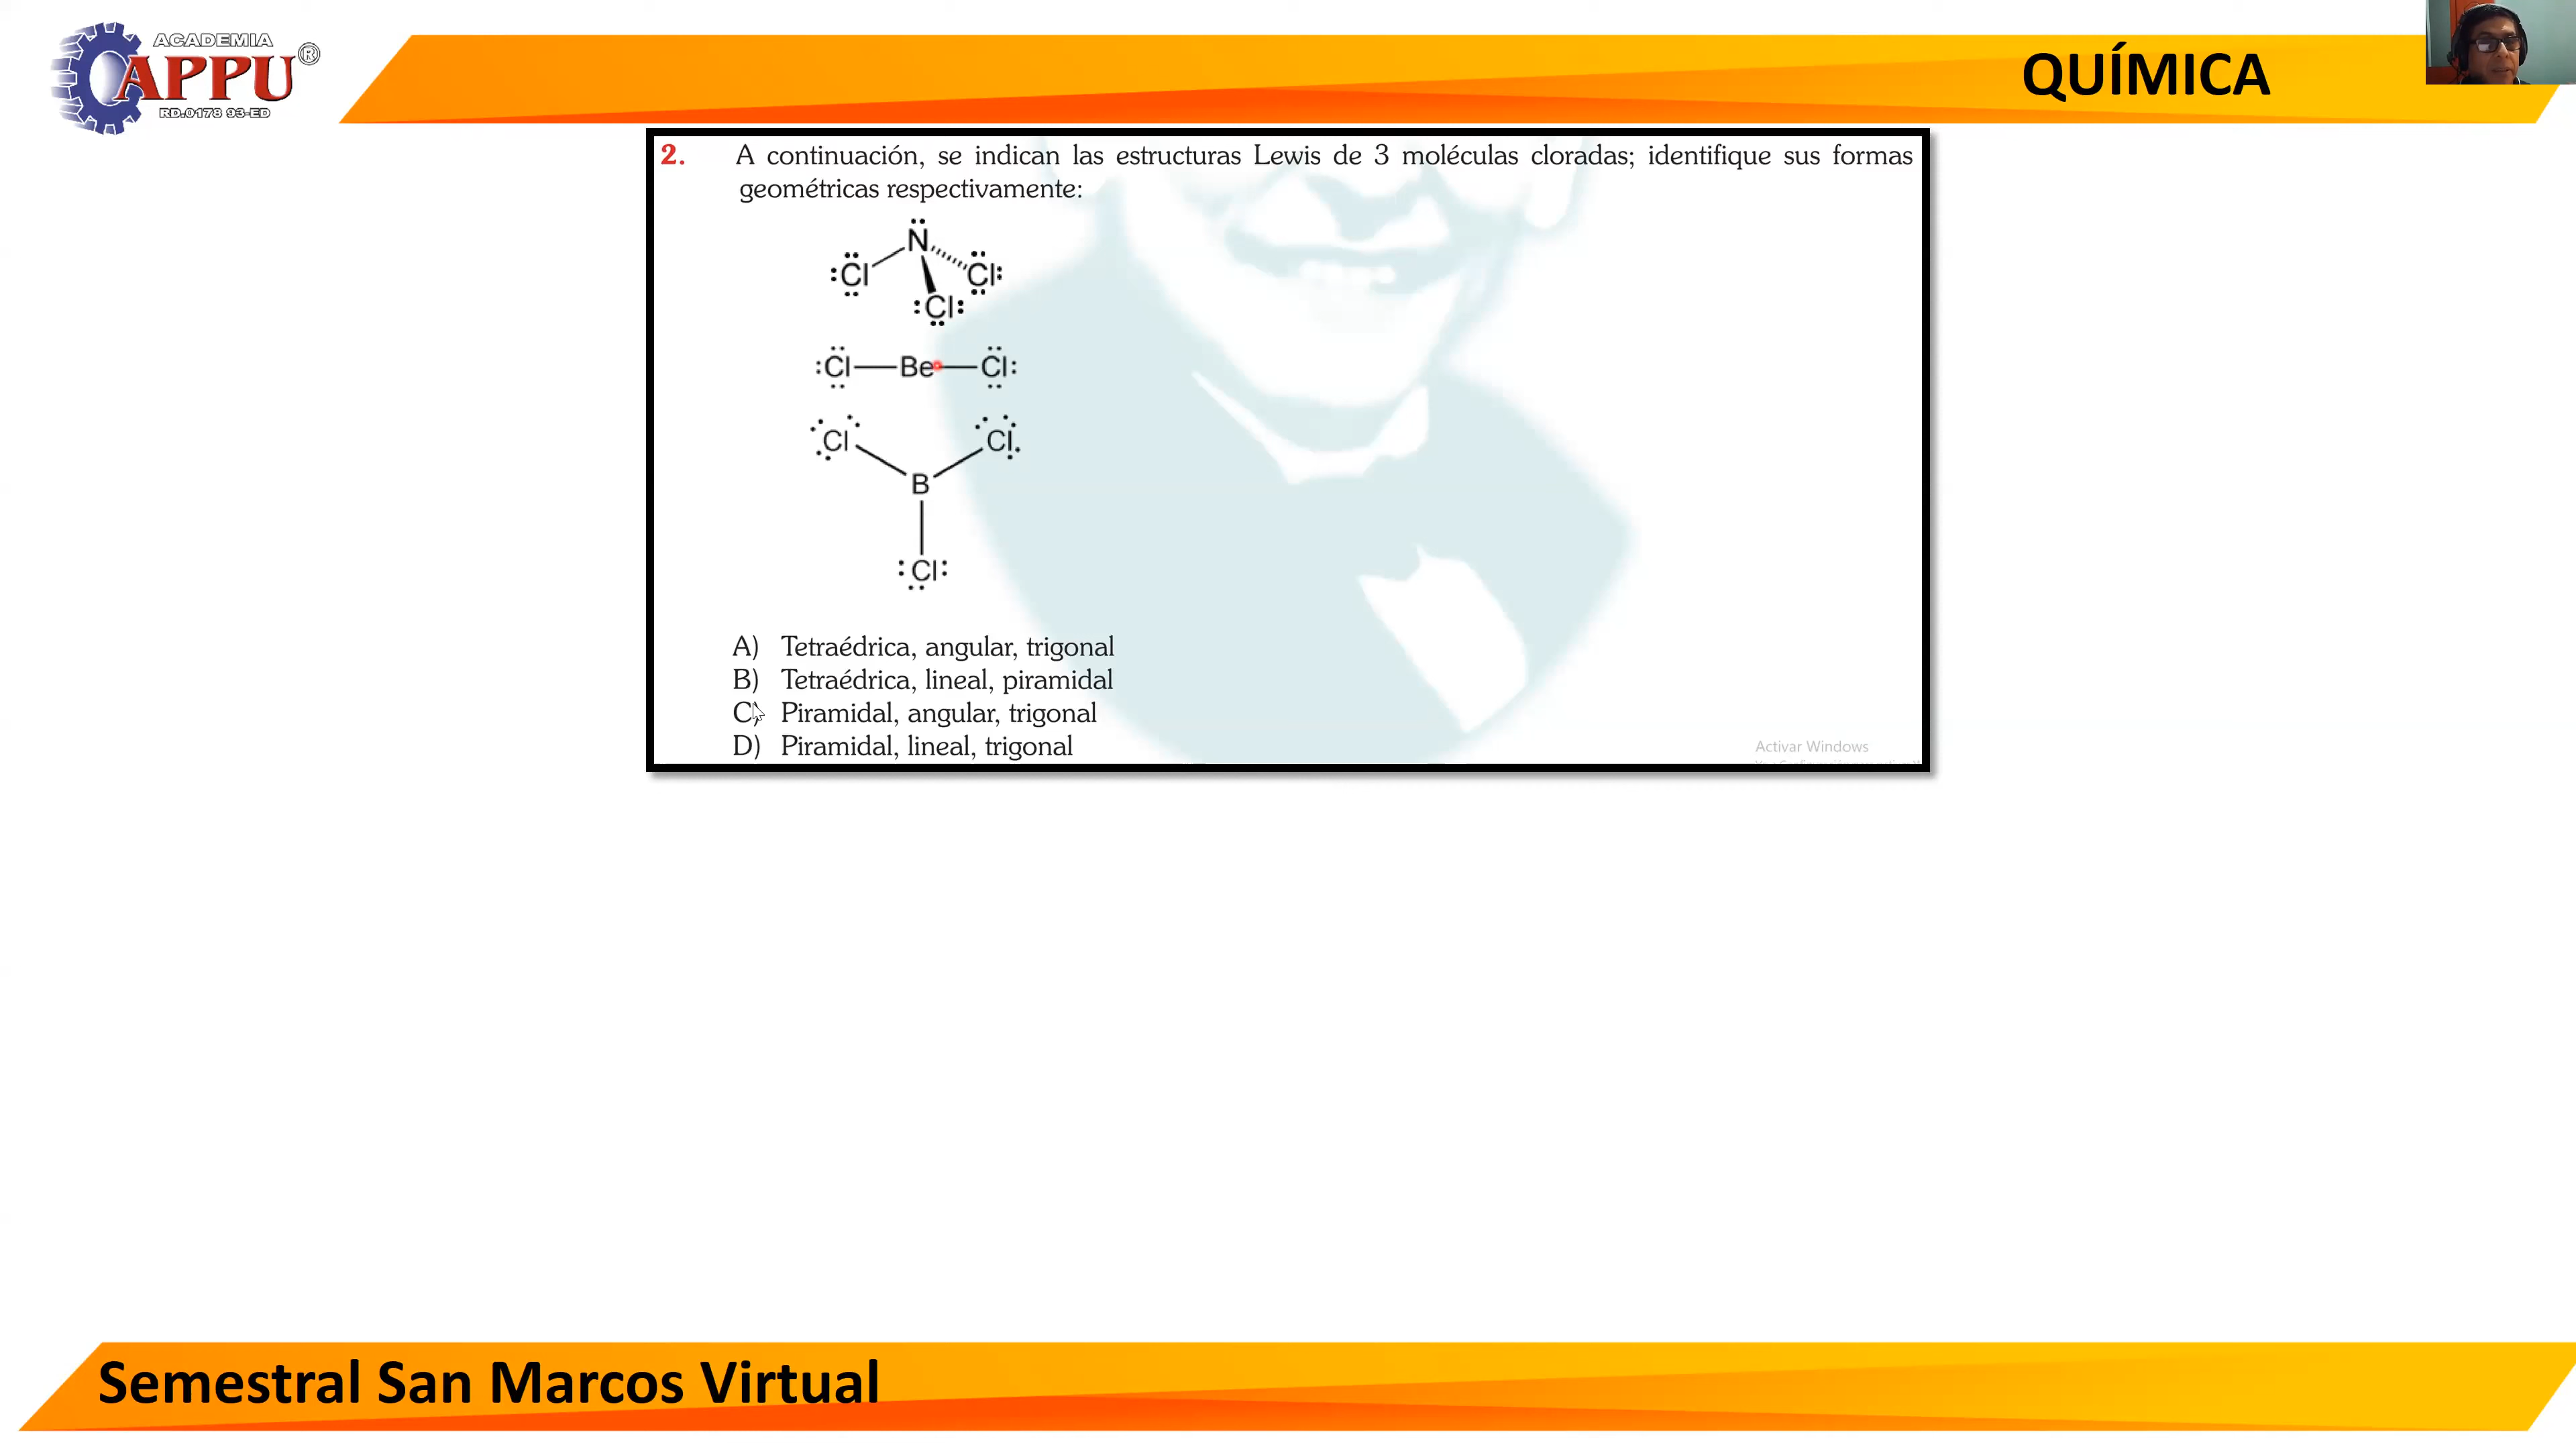 ACADEMIA
APPU®
RD.0178 93-ED
QUÍMICA
2. A continuación, se indican las estructuras Lewis de 3 moléculas cloradas; identifique sus formas
geométricas respectivamente:
N
Cl Cl
Cl
Cl Be Cl
Cl Cl
B
Cl
A) Tetraédrica, angular, trigonal
B) Tetraédrica, lineal, piramidal
C) Piramidal, angular, trigonal
D) Piramidal, lineal, trigonal
Activar Windows
Semestral San Marcos Virtual